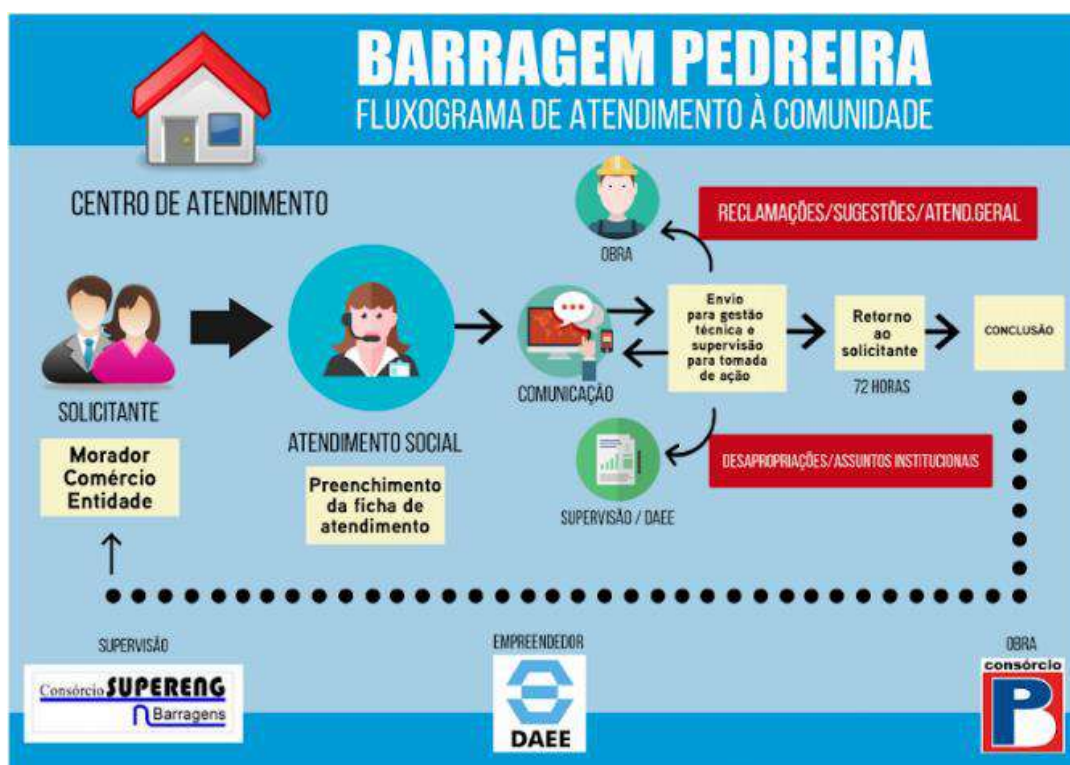 BARRAGEM PEDREIRA
FLUXOGRAMA DE ATENDIMENTO À COMUNIDADE
CENTRO DE ATENDIMENTO
OBRA
RECLAMAÇÕES/SUGESTÕES/ATEND.GERAL
SOLICITANTE
Morador
Comércio
Entidade
ATENDIMENTO SOCIAL
Preenchimento
da ficha de
atendimento
COMUNICAÇÃO
Envio
para gestão
técnica e
supervisão
para tomada
de ação
Retorno
ao
solicitante
72 HORAS
CONCLUSÃO
DESAPROPRIAÇÕES/ASSUNTOS INSTITUCIONAIS
SUPERVISÃO / DAEE
SUPERVISÃO
Consórcio SUPERENG
Barragens
EMPREENDEDOR
DAEE
OBRA
consórcio
PB